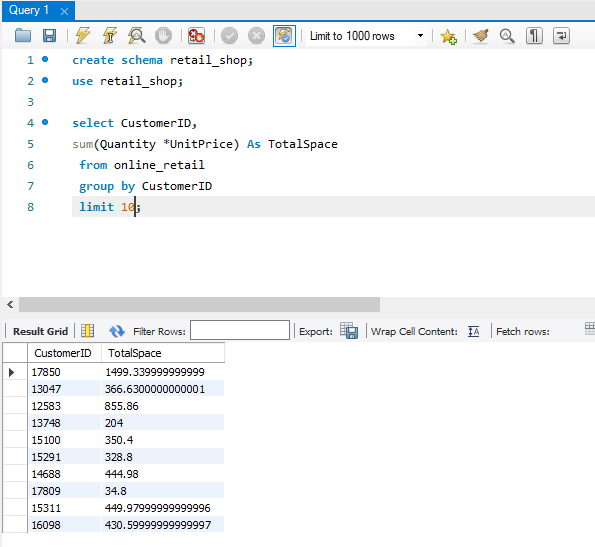 Query 1
Limit to 1000 rows
1 create schema retail_shop;
2 use retail_shop;
3
4 select CustomerID,
5 sum(Quantity *UnitPrice) As TotalSpace
6 from online_retail
7 group by CustomerID
8 limit 10;
Result Grid Filter Rows: Export: Wrap Cell Content: Fetch rows:
CustomerID TotalSpace
17850 1499.339999999999
13047 366.6300000000001
12583 855.86
13748 204
15100 350.4
15291 328.8
14688 444.98
17809 34.8
15311 449.97999999999996
16098 430.59999999999997